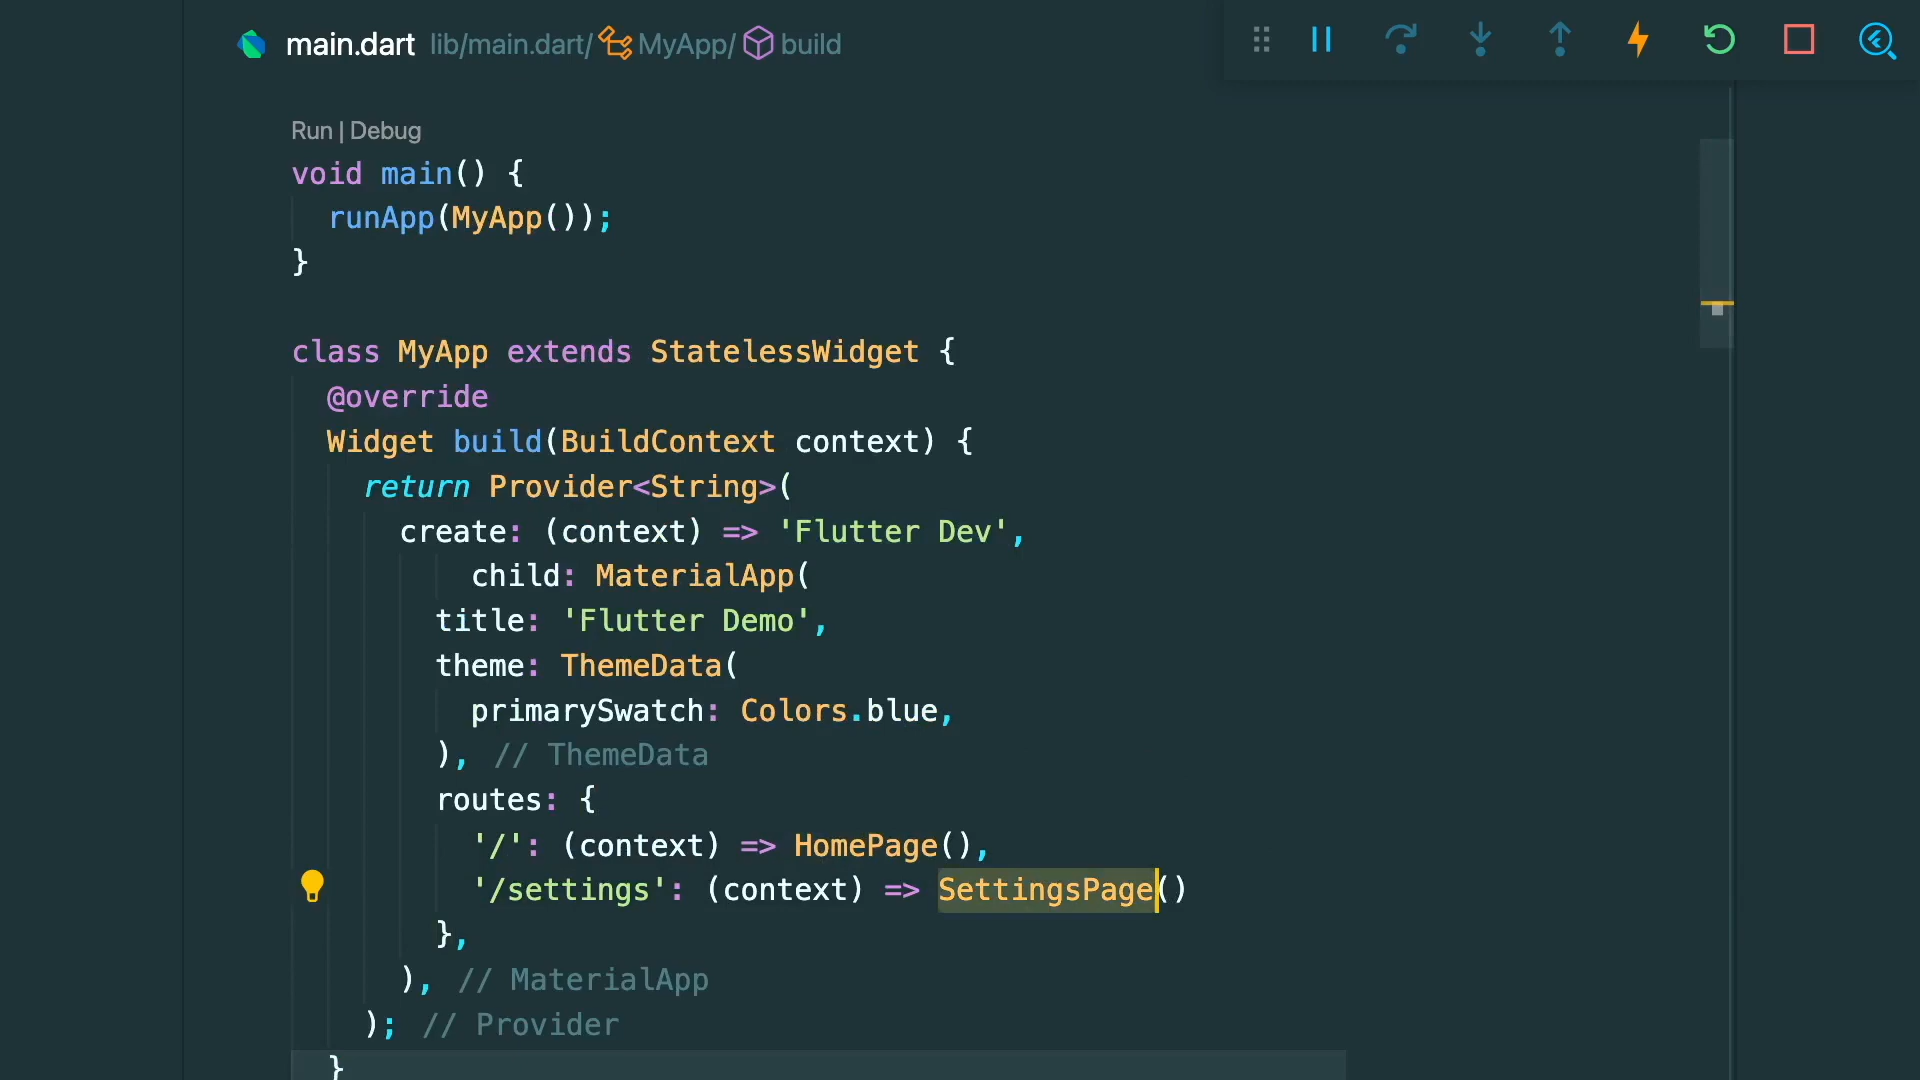 main.dart lib/main.dart/ MyApp/ build
Run | Debug
void main() {
  runApp(MyApp());
}
class MyApp extends StatelessWidget {
  @override
  Widget build(BuildContext context) {
    return Provider<String>(
      create: (context) => 'Flutter Dev',
          child: MaterialApp(
        title: 'Flutter Demo',
        theme: ThemeData(
          primarySwatch: Colors.blue,
        ), // ThemeData
        routes: {
          '/': (context) => HomePage(),
          '/settings': (context) => SettingsPage()
        },
      ), // MaterialApp
    ); // Provider
  }